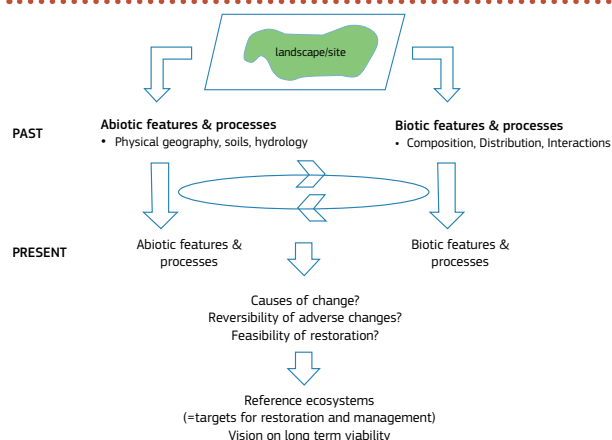 landscape/site
PAST
Abiotic features & processes
• Physical geography, soils, hydrology
Biotic features & processes
• Composition, Distribution, Interactions
PRESENT
Abiotic features &
processes
Biotic features &
processes
Causes of change?
Reversibility of adverse changes?
Feasibility of restoration?
Reference ecosystems
(=targets for restoration and management)
Vision on long term viability